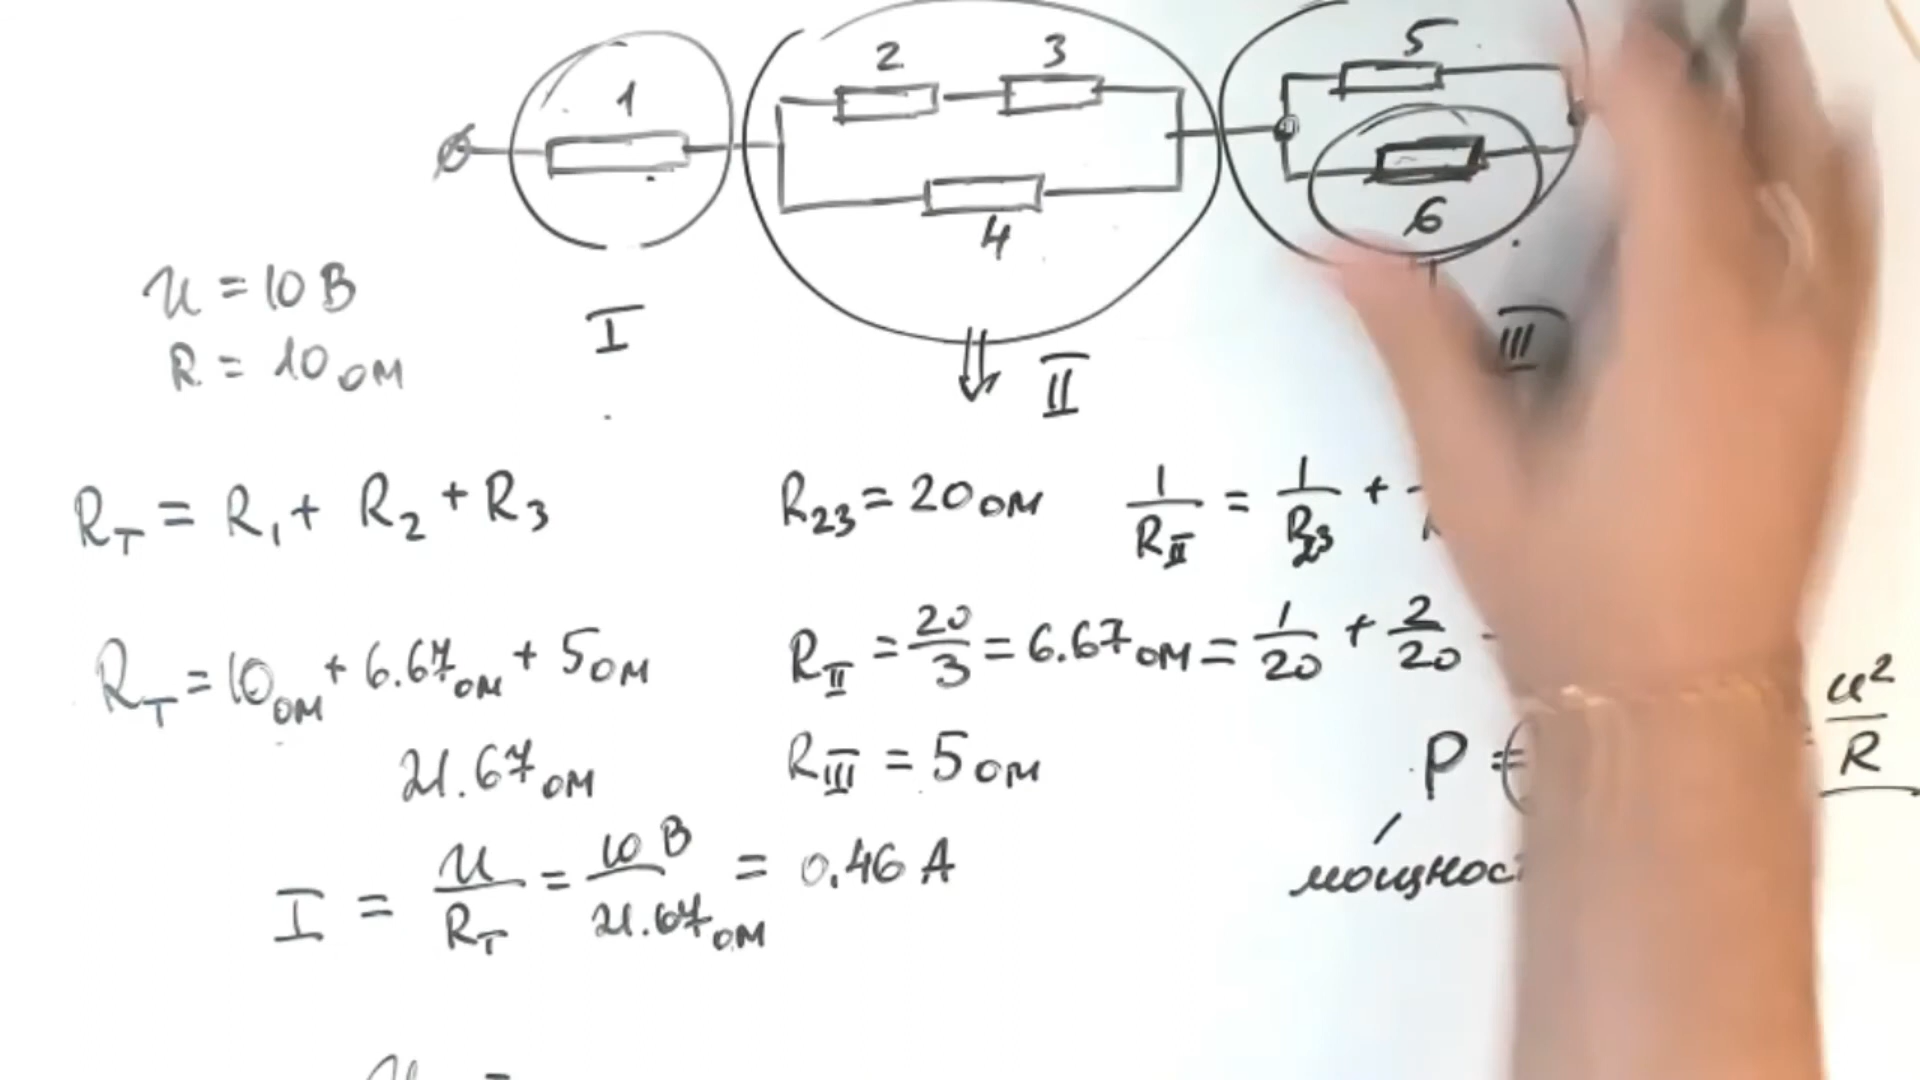 1
2 3
4
5
6
I
II
III
U = 10 В
R = 10 ом
R_T = R_1 + R_2 + R_3
R_23 = 20 ом
1/R_II = 1/R_23 +
R_T = 10 ом + 6.67 ом + 5 ом
R_II = 20/3 = 6.67 ом = 1/20 + 2/20
21.67 ом
R_III = 5 ом
P =
u²/R
I = U/R_T = 10 В/21.67 ом = 0.46 А